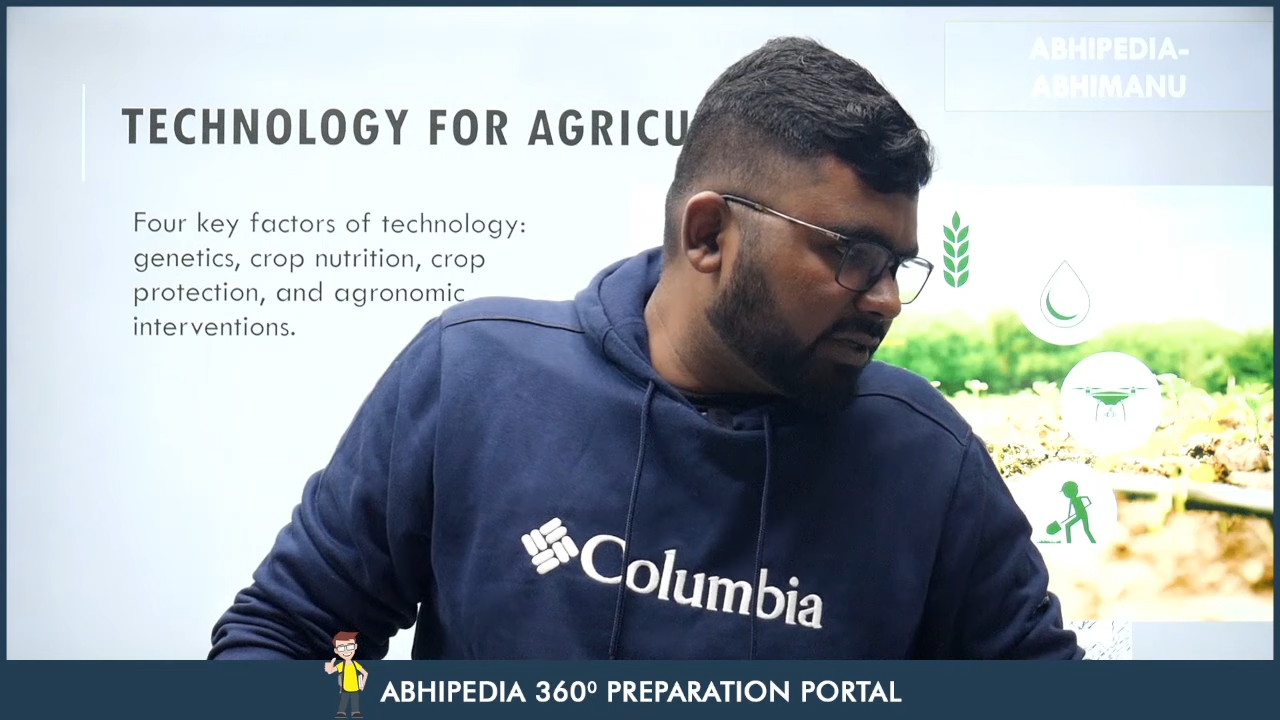 ABHIPEDIA-
ABHIMANU
TECHNOLOGY FOR AGRICU
Four key factors of technology:
genetics, crop nutrition, crop
protection, and agronomic
interventions.
Columbia
ABHIPEDIA 360⁰ PREPARATION PORTAL